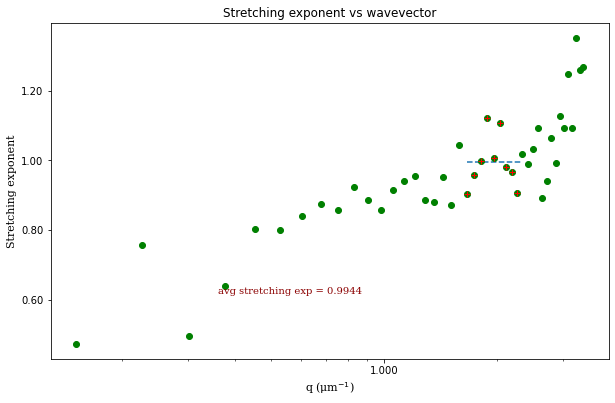 Stretching exponent vs wavevector
Stretching exponent
1.20
1.00
0.80
0.60
avg stretching exp = 0.9944
1.000
q (μm⁻¹)